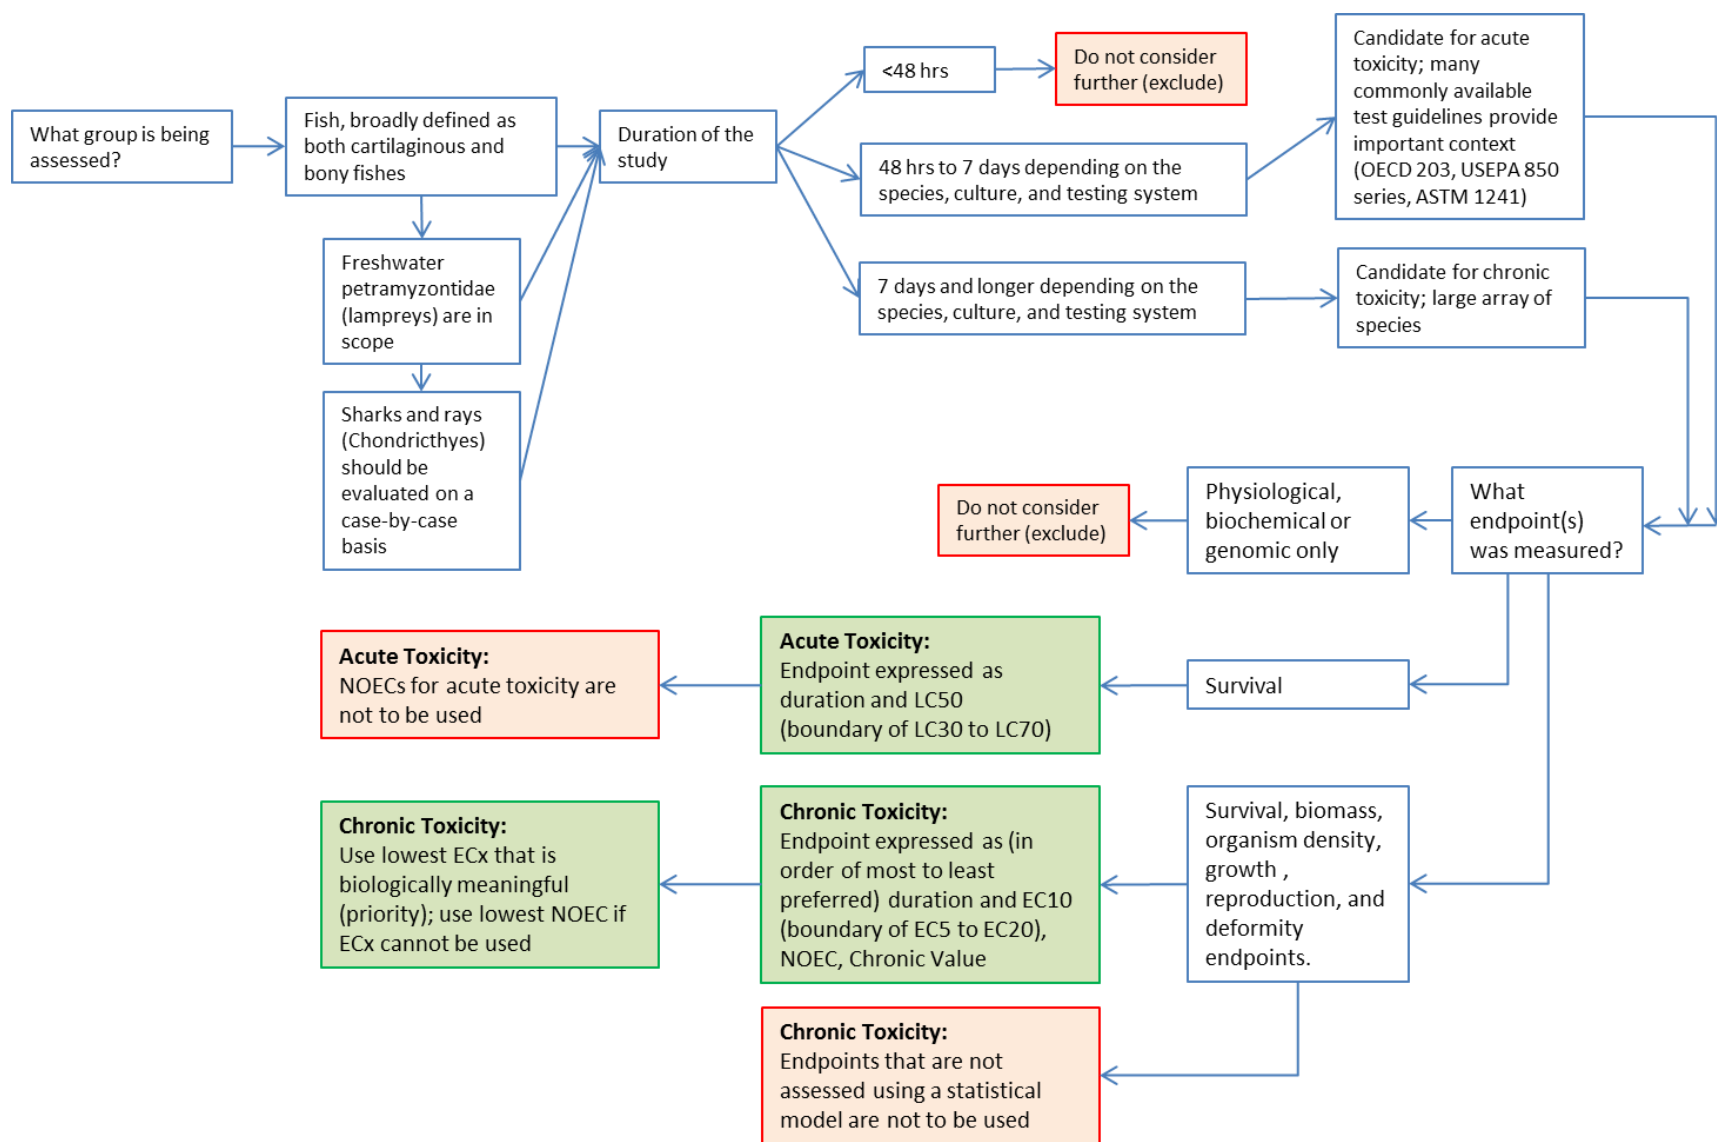 What group is being
assessed?
Fish, broadly defined as
both cartilaginous and
bony fishes
Freshwater
petramyzontidae
(lampreys) are in
scope
Sharks and rays
(Chondricthyes)
should be
evaluated on a
case-by-case
basis
Duration of the
study
<48 hrs
Do not consider
further (exclude)
48 hrs to 7 days depending on the
species, culture, and testing system
Candidate for acute
toxicity; many
commonly available
test guidelines provide
important context
(OECD 203, USEPA 850
series, ASTM 1241)
7 days and longer depending on the
species, culture, and testing system
Candidate for chronic
toxicity; large array of
species
What
endpoint(s)
was measured?
Physiological,
biochemical or
genomic only
Do not consider
further (exclude)
Survival
Acute Toxicity:
Endpoint expressed as
duration and LC50
(boundary of LC30 to LC70)
Acute Toxicity:
NOECs for acute toxicity are
not to be used
Survival, biomass,
organism density,
growth ,
reproduction, and
deformity
endpoints.
Chronic Toxicity:
Endpoint expressed as (in
order of most to least
preferred) duration and EC10
(boundary of EC5 to EC20),
NOEC, Chronic Value
Chronic Toxicity:
Use lowest ECx that is
biologically meaningful
(priority); use lowest NOEC if
ECx cannot be used
Chronic Toxicity:
Endpoints that are not
assessed using a statistical
model are not to be used